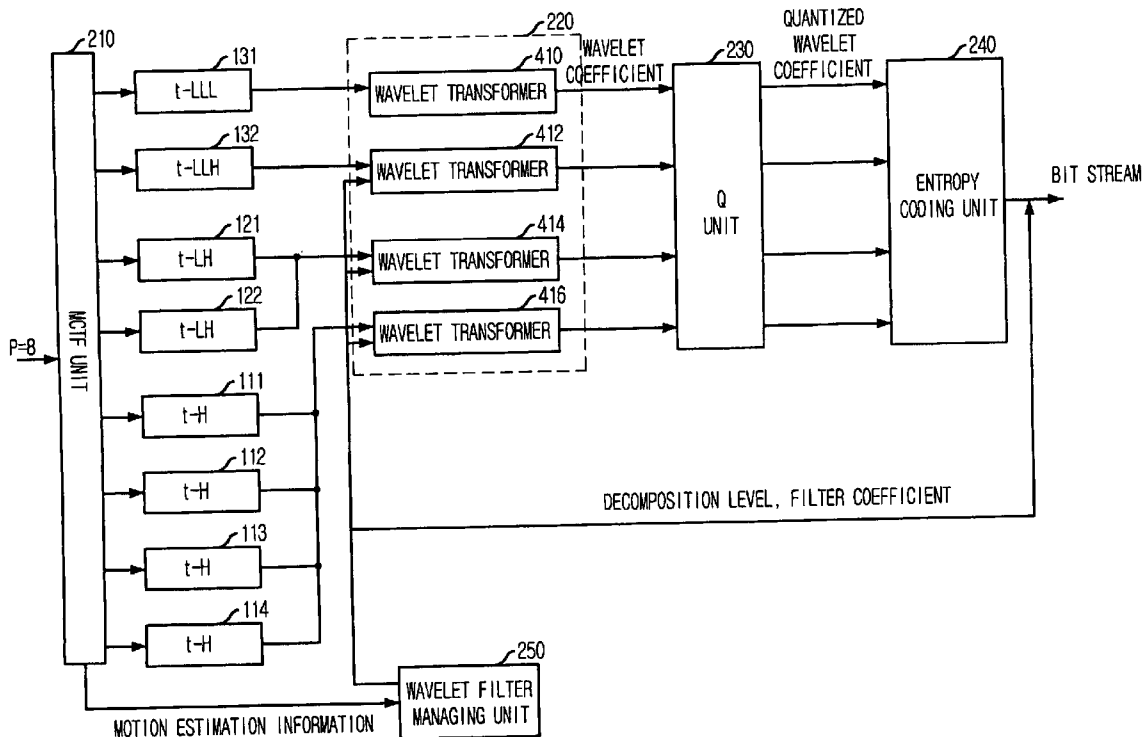 210
131
t-LLL
132
t-LLH
121
t-LH
122
t-LH
111
t-H
112
t-H
113
t-H
114
t-H
P=8
MCTF UNIT
220
410
WAVELET TRANSFORMER
412
WAVELET TRANSFORMER
414
WAVELET TRANSFORMER
416
WAVELET TRANSFORMER
WAVELET
COEFFICIENT
230
Q
UNIT
QUANTIZED
WAVELET
COEFFICIENT
240
ENTROPY
CODING UNIT
BIT STREAM
DECOMPOSITION LEVEL, FILTER COEFFICIENT
250
WAVELET FILTER
MANAGING UNIT
MOTION ESTIMATION INFORMATION